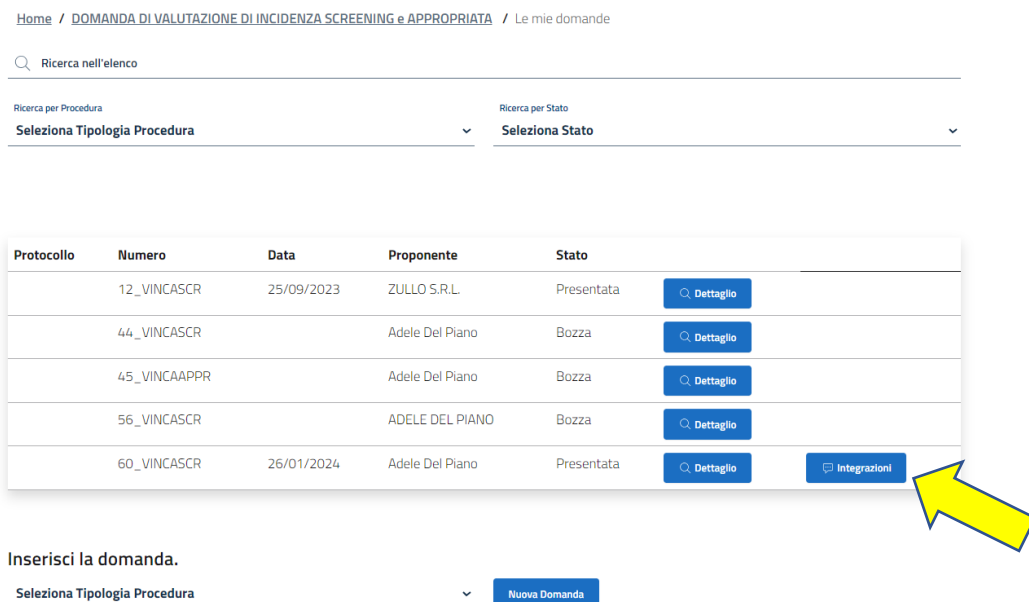 Home / DOMANDA DI VALUTAZIONE DI INCIDENZA SCREENING e APPROPRIATA / Le mie domande
Ricerca nell'elenco
Ricerca per Procedura Ricerca per Stato
Seleziona Tipologia Procedura Seleziona Stato
Protocollo Numero Data Proponente Stato
12_VINCASCR 25/09/2023 ZULLO S.R.L. Presentata Dettaglio
44_VINCASCR Adele Del Piano Bozza Dettaglio
45_VINCAAPPR Adele Del Piano Bozza Dettaglio
56_VINCASCR ADELE DEL PIANO Bozza Dettaglio
60_VINCASCR 26/01/2024 Adele Del Piano Presentata Dettaglio Integrazioni
Inserisci la domanda.
Seleziona Tipologia Procedura Nuova Domanda